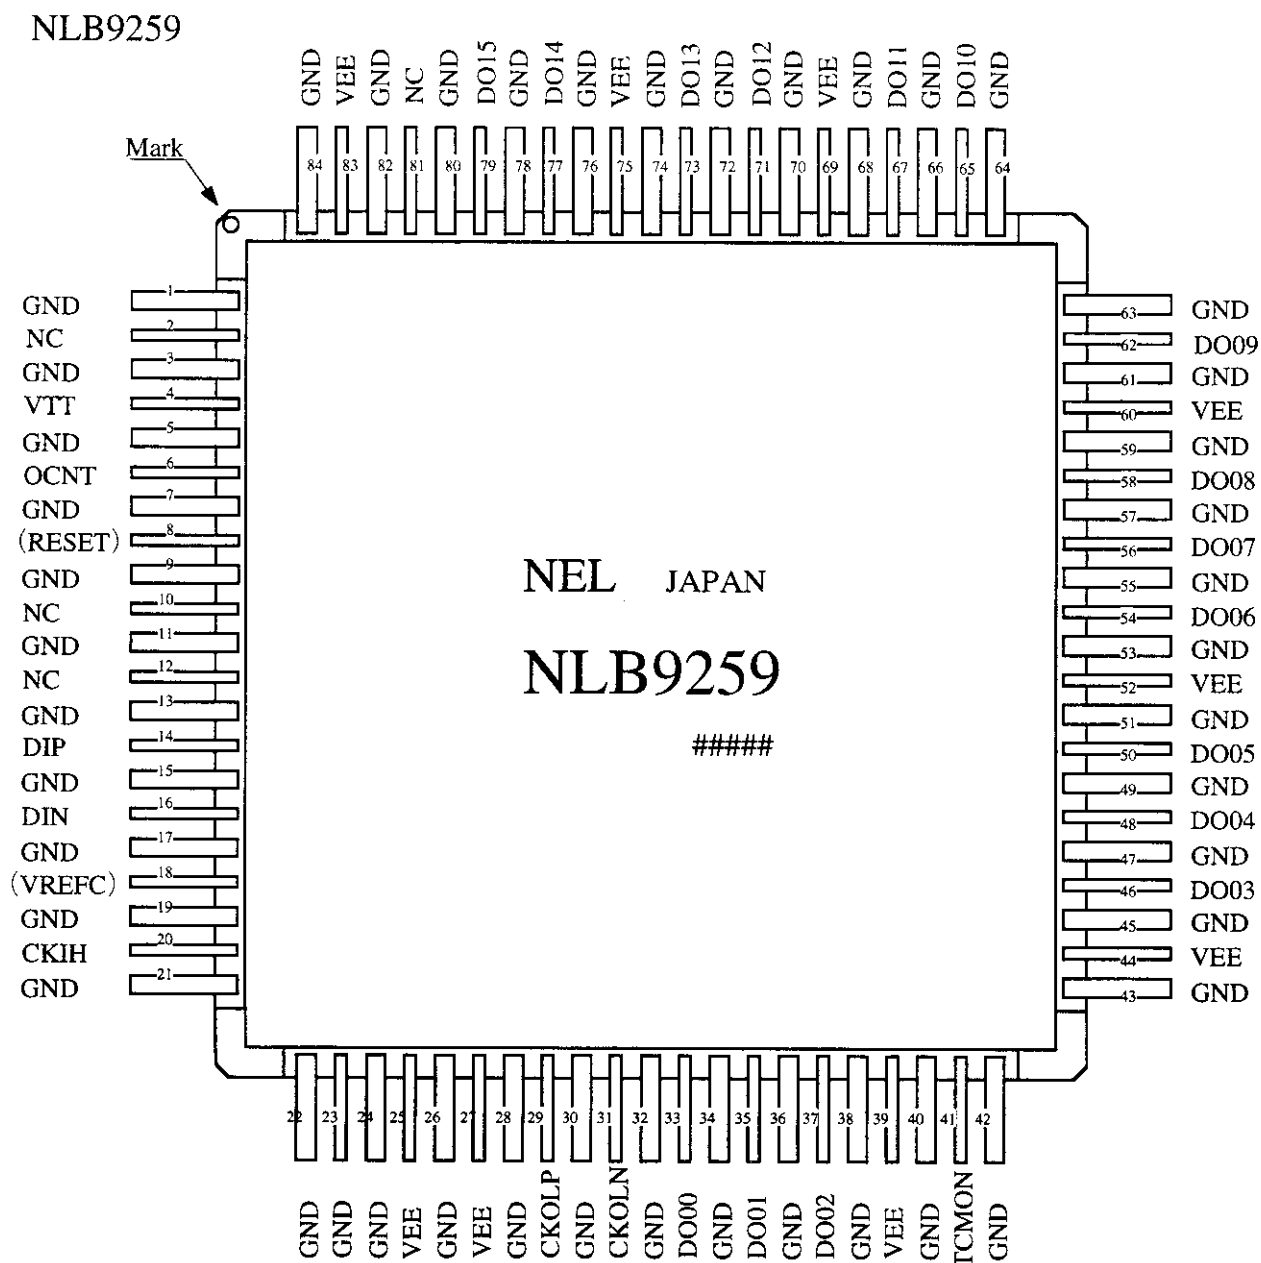 NLB9259
GND VEE GND NC GND DO15 GND DO14 GND VEE GND DO13 GND DO12 GND VEE GND DO11 GND DO10 GND
84 83 82 81 80 79 78 77 76 75 74 73 72 71 70 69 68 67 66 65 64
Mark
GND 1
NC 2
GND 3
VTT 4
GND 5
OCNT 6
GND 7
(RESET) 8
GND 9
NC 10
GND 11
NC 12
GND 13
DIP 14
GND 15
DIN 16
GND 17
(VREFC) 18
GND 19
CKIH 20
GND 21
NEL JAPAN
NLB9259
#####
63 GND
62 DO09
61 GND
60 VEE
59 GND
58 DO08
57 GND
56 DO07
55 GND
54 DO06
53 GND
52 VEE
51 GND
50 DO05
49 GND
48 DO04
47 GND
46 DO03
45 GND
44 VEE
43 GND
22 23 24 25 26 27 28 29 30 31 32 33 34 35 36 37 38 39 40 41 42
GND GND GND VEE GND VEE GND CKOLP GND CKOLN GND DO00 GND DO01 GND DO02 GND VEE GND TCMON GND